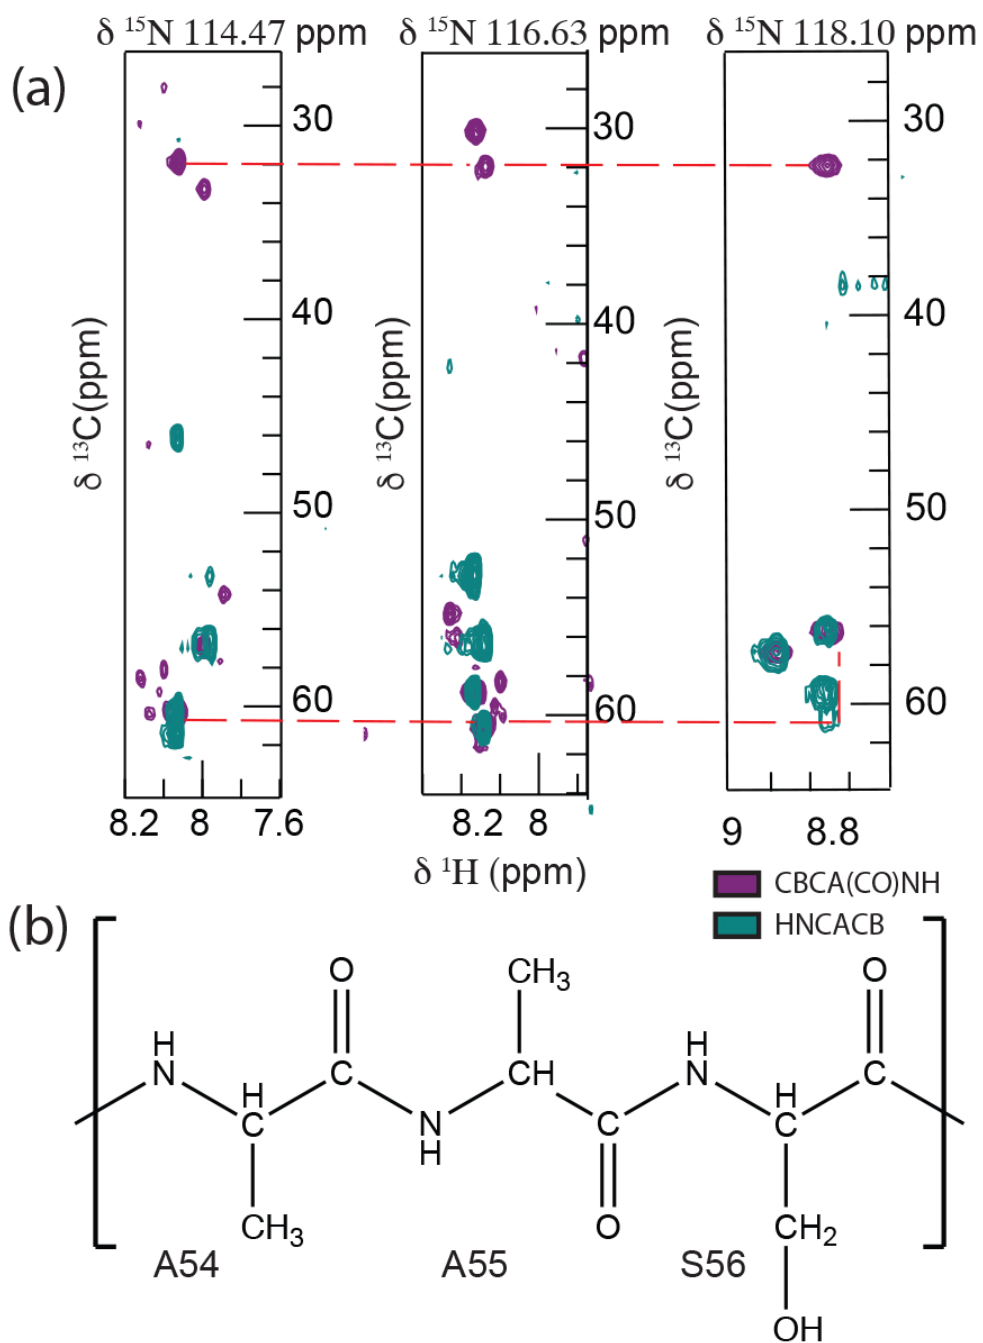 δ ¹⁵N 114.47 ppm
δ ¹⁵N 116.63 ppm
δ ¹⁵N 118.10 ppm
(a)
30
40
50
60
δ ¹³C(ppm)
8.2 8 7.6
30
40
50
60
δ ¹³C(ppm)
8.2 8
30
40
50
60
δ ¹³C(ppm)
9 8.8
δ ¹H (ppm)
CBCA(CO)NH
HNCACB
(b)
O
CH₃
O
H
N
H
C
C
N
H
CH
C
H
N
H
C
C
CH₃
O
CH₂
A54
A55
S56
OH